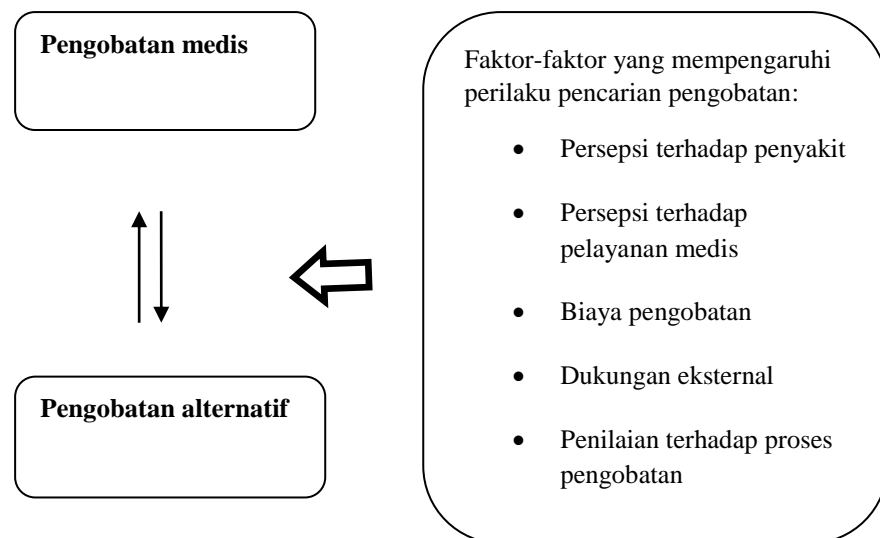 Pengobatan medis
Pengobatan alternatif
Faktor-faktor yang mempengaruhi
perilaku pencarian pengobatan:
• Persepsi terhadap penyakit
• Persepsi terhadap
pelayanan medis
• Biaya pengobatan
• Dukungan eksternal
• Penilaian terhadap proses
pengobatan